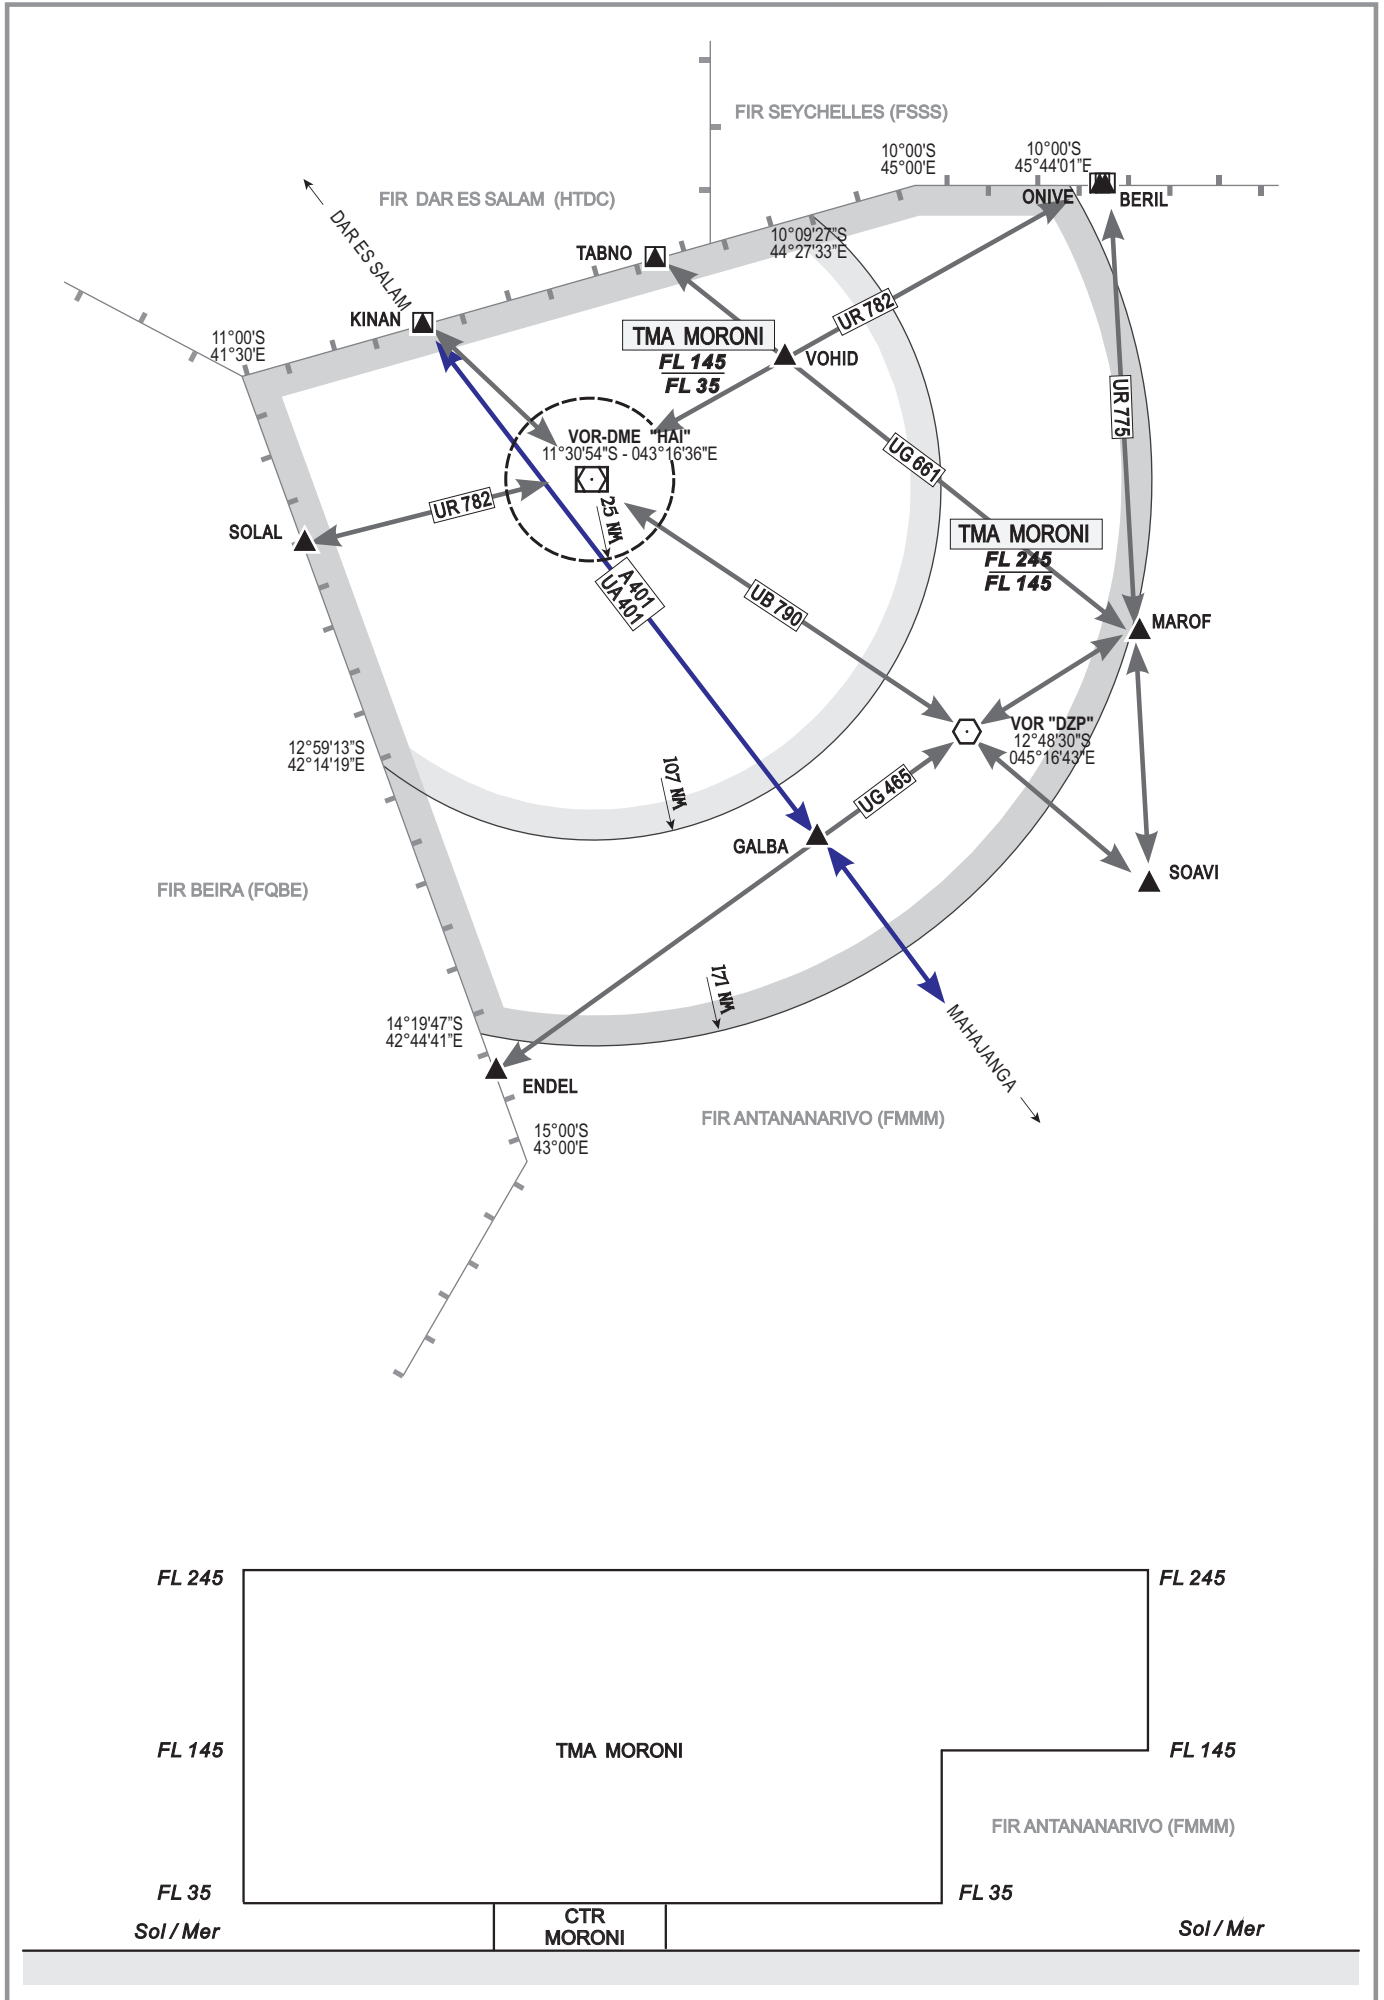 FIR SEYCHELLES (FSSS)
10°00'S
45°00'E
10°00'S
45°44'01"E
FIR DAR ES SALAM (HTDC)
DAR ES SALAM
ONIVE
BERIL
TABNO
10°09'27"S
44°27'33"E
KINAN
11°00'S
41°30'E
UR 782
TMA MORONI
FL 145
FL 35
VOHID
UR 775
VOR-DME "HAI"
11°30'54"S - 043°16'36"E
UG 661
UR 782
25 NM
SOLAL
TMA MORONI
FL 245
FL 145
A 401
UA 401
UB 790
MAROF
VOR "DZP"
12°48'30"S
045°16'43"E
12°59'13"S
42°14'19"E
107 NM
UG 465
GALBA
SOAVI
FIR BEIRA (FQBE)
171 NM
14°19'47"S
42°44'41"E
MAHAJANGA
ENDEL
FIR ANTANANARIVO (FMMM)
15°00'S
43°00'E
FL 245
FL 245
FL 145
TMA MORONI
FL 145
FIR ANTANANARIVO (FMMM)
FL 35
FL 35
Sol / Mer
CTR
MORONI
Sol / Mer